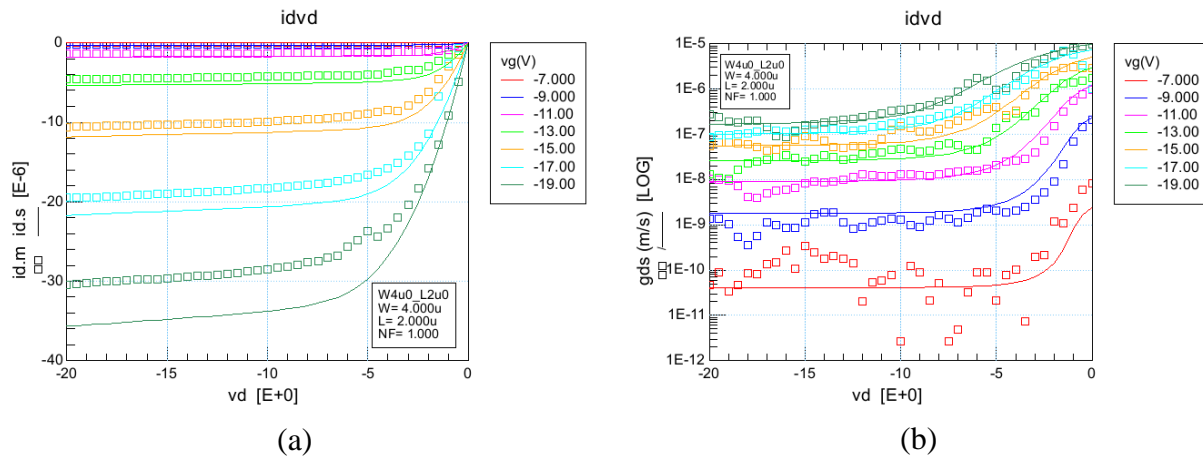 idvd
id.m id.s [E-6]
0
-10
-20
-30
-40
-20
-15
-10
-5
0
vd [E+0]
W4u0_L2u0
W= 4.000u
L= 2.000u
NF= 1.000
vg(V)
-7.000
-9.000
-11.00
-13.00
-15.00
-17.00
-19.00
(a)
idvd
gds (m/s) [LOG]
1E-5
1E-6
1E-7
1E-8
1E-9
1E-10
1E-11
1E-12
-20
-15
-10
-5
0
vd [E+0]
W4u0_L2u0
W= 4.000u
L= 2.000u
NF= 1.000
vg(V)
-7.000
-9.000
-11.00
-13.00
-15.00
-17.00
-19.00
(b)